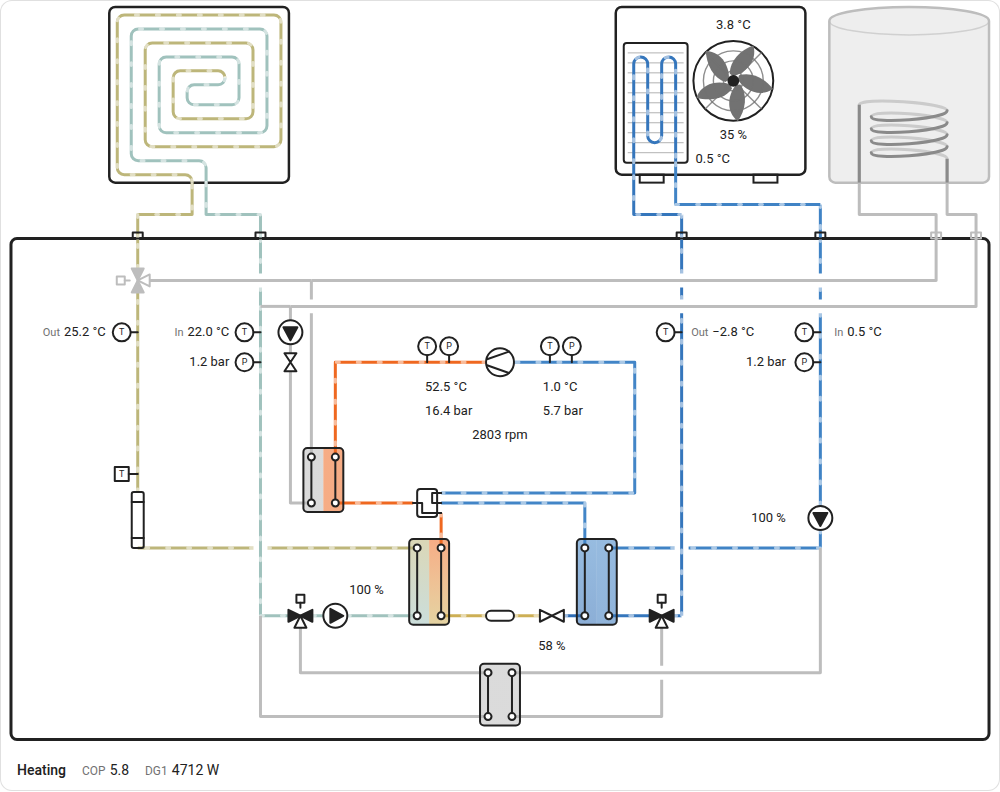 3.8 °C
35 %
0.5 °C
Out 25.2 °C T
In 22.0 °C T
1.2 bar P
T P
T P
52.5 °C
16.4 bar
1.0 °C
5.7 bar
2803 rpm
T Out −2.8 °C
T In 0.5 °C
1.2 bar P
T
100 %
100 %
58 %
Heating COP 5.8 DG1 4712 W